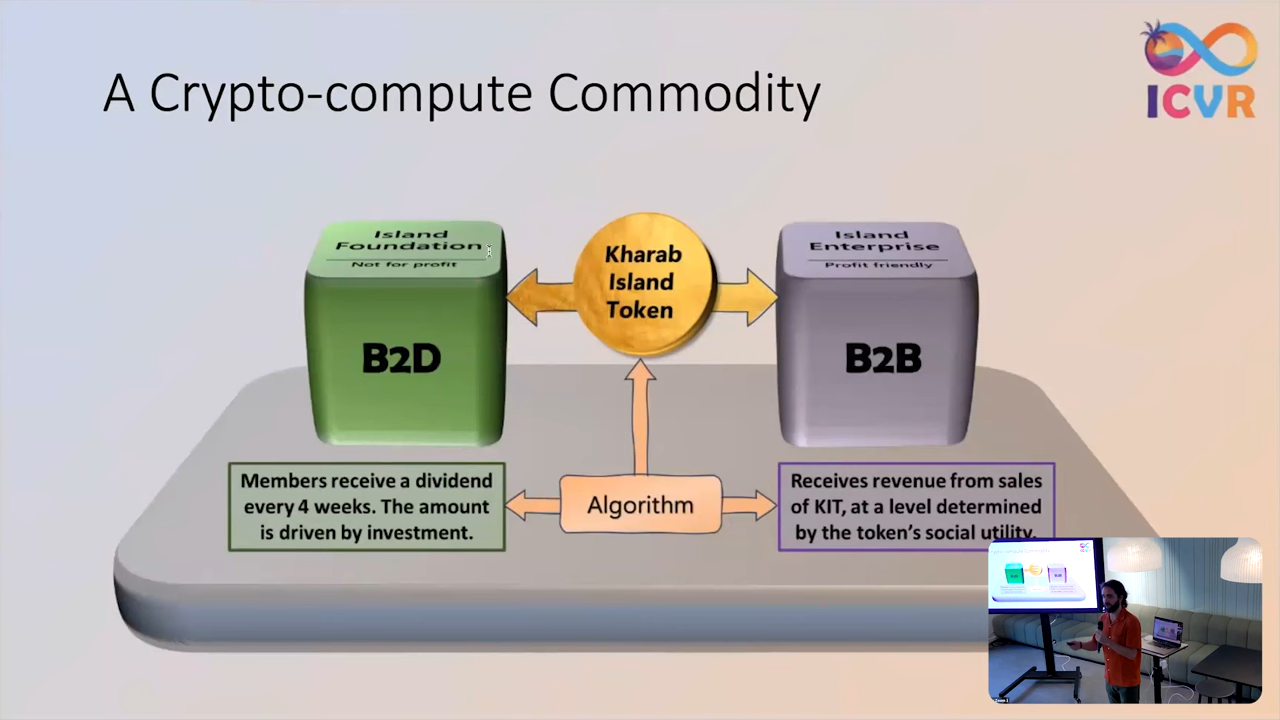 A Crypto-compute Commodity
ICVR
Island
Foundation
Not for profit
B2D
Kharab
Island
Token
Island
Enterprise
Profit friendly
B2B
Members receive a dividend
every 4 weeks. The amount
is driven by investment.
Algorithm
Receives revenue from sales
of KIT, at a level determined
by the token's social utility.